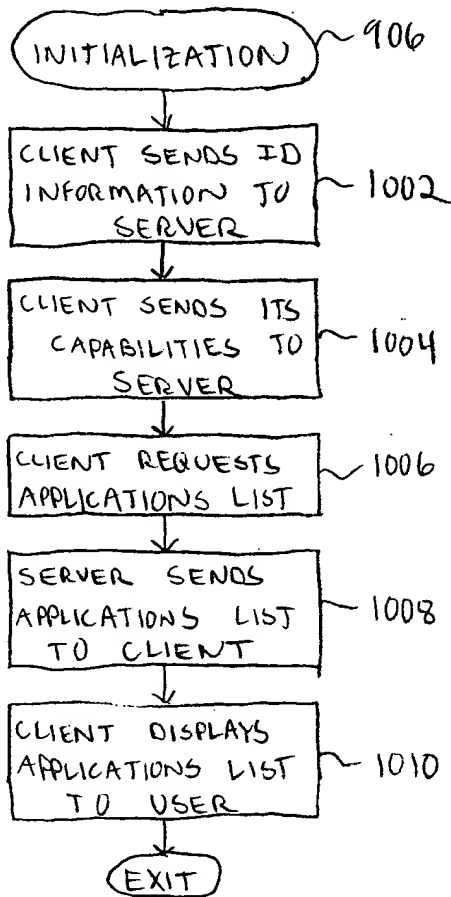 INITIALIZATION
906
CLIENT SENDS ID
INFORMATION TO
SERVER
1002
CLIENT SENDS ITS
CAPABILITIES TO
SERVER
1004
CLIENT REQUESTS
APPLICATIONS LIST
1006
SERVER SENDS
APPLICATIONS LIST
TO CLIENT
1008
CLIENT DISPLAYS
APPLICATIONS LIST
TO USER
1010
EXIT